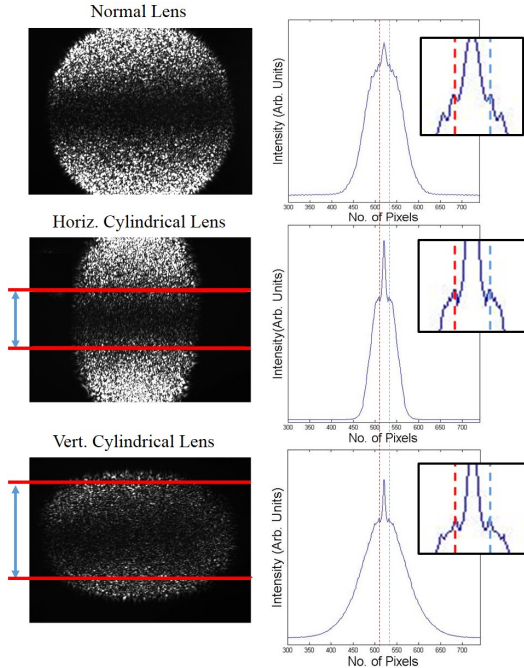 Normal Lens
Intensity (Arb. Units)
300 350 400 450 500 550 600 650 700
No. of Pixels
Horiz. Cylindrical Lens
Intensity(Arb. Units)
300 350 400 450 500 550 600 650 700
No. of Pixels
Vert. Cylindrical Lens
Intensity (Arb. Units)
300 350 400 450 500 550 600 650 700
No. of Pixels